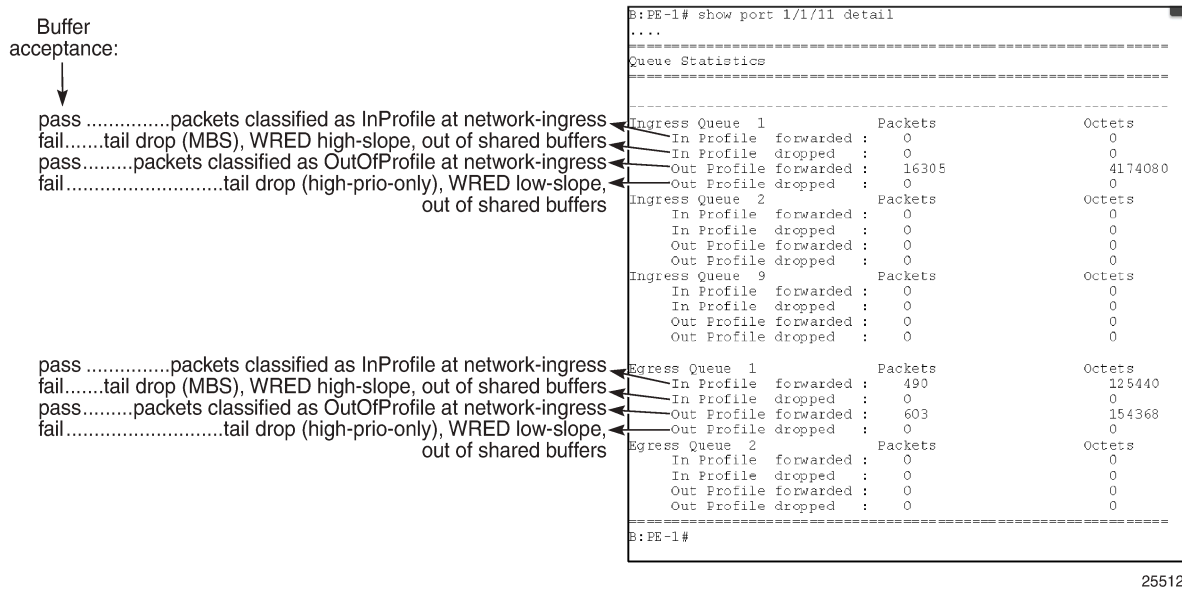 Buffer
acceptance:
pass ...............packets classified as InProfile at network-ingress
fail.......tail drop (MBS), WRED high-slope, out of shared buffers
pass.........packets classified as OutOfProfile at network-ingress
fail............................tail drop (high-prio-only), WRED low-slope,
out of shared buffers
pass ...............packets classified as InProfile at network-ingress
fail.......tail drop (MBS), WRED high-slope, out of shared buffers
pass.........packets classified as OutOfProfile at network-ingress
fail............................tail drop (high-prio-only), WRED low-slope,
out of shared buffers
B:PE-1# show port 1/1/11 detail
....
===============================================================
Queue Statistics
===============================================================
---------------------------------------------------------------
Ingress Queue 1 Packets Octets
In Profile forwarded : 0 0
In Profile dropped : 0 0
Out Profile forwarded : 16305 4174080
Out Profile dropped : 0 0
Ingress Queue 2 Packets Octets
In Profile forwarded : 0 0
In Profile dropped : 0 0
Out Profile forwarded : 0 0
Out Profile dropped : 0 0
Ingress Queue 9 Packets Octets
In Profile forwarded : 0 0
In Profile dropped : 0 0
Out Profile forwarded : 0 0
Out Profile dropped : 0 0
Egress Queue 1 Packets Octets
In Profile forwarded : 490 125440
In Profile dropped : 0 0
Out Profile forwarded : 603 154368
Out Profile dropped : 0 0
Egress Queue 2 Packets Octets
In Profile forwarded : 0 0
In Profile dropped : 0 0
Out Profile forwarded : 0 0
Out Profile dropped : 0 0
===============================================================
B:PE-1#
25512